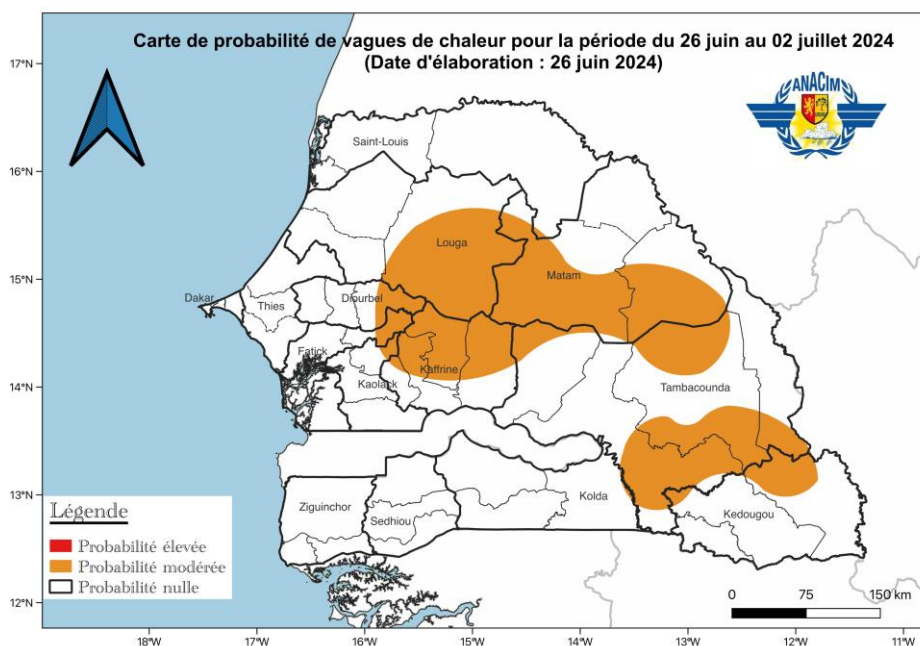 Carte de probabilité de vagues de chaleur pour la période du 26 juin au 02 juillet 2024
(Date d'élaboration : 26 juin 2024)
ANACIM
17°N
16°N
15°N
14°N
13°N
12°N
Saint-Louis
Louga
Matam
Dakar
Thies
Diourbel
Fatick
Kaolack
Kaffrine
Tambacounda
Ziguinchor
Sedhiou
Kolda
Kedougou
Légende
Probabilité élevée
Probabilité modérée
Probabilité nulle
0 75 150 km
18°W 17°W 16°W 15°W 14°W 13°W 12°W